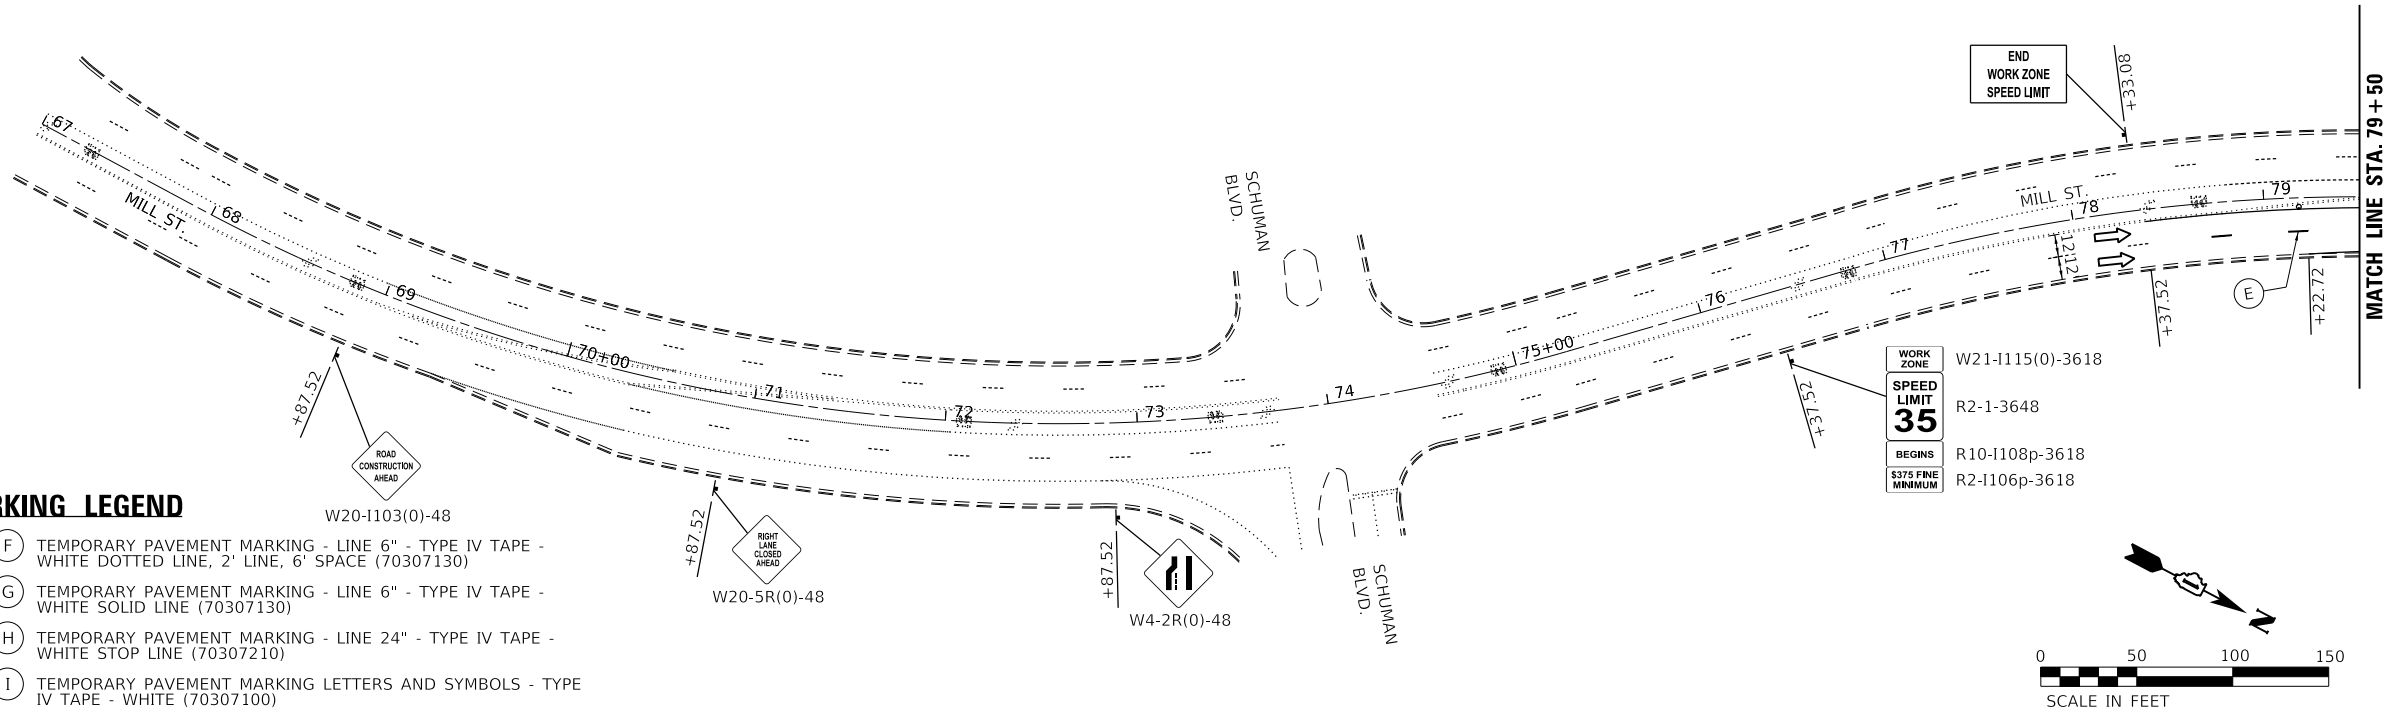 END
WORK ZONE
SPEED LIMIT
+33.08
MATCH LINE STA. 79+50
67
MILL ST.
68
69
70+00
71
72
73
74
75+00
76
77
78
79
MILL ST.
SCHUMAN
BLVD.
12'
12'
E
+37.52
+22.72
+87.52
ROAD
CONSTRUCTION
AHEAD
W20-I103(0)-48
+87.52
RIGHT
LANE
CLOSED
AHEAD
W20-5R(0)-48
+87.52
W4-2R(0)-48
SCHUMAN
BLVD.
+37.52
WORK
ZONE
W21-I115(0)-3618
SPEED
LIMIT
35
R2-1-3648
BEGINS
R10-I108p-3618
$375 FINE
MINIMUM
R2-I106p-3618
RKING LEGEND
F TEMPORARY PAVEMENT MARKING - LINE 6" - TYPE IV TAPE -
WHITE DOTTED LINE, 2' LINE, 6' SPACE (70307130)
G TEMPORARY PAVEMENT MARKING - LINE 6" - TYPE IV TAPE -
WHITE SOLID LINE (70307130)
H TEMPORARY PAVEMENT MARKING - LINE 24" - TYPE IV TAPE -
WHITE STOP LINE (70307210)
I TEMPORARY PAVEMENT MARKING LETTERS AND SYMBOLS - TYPE
IV TAPE - WHITE (70307100)
N
0 50 100 150
SCALE IN FEET